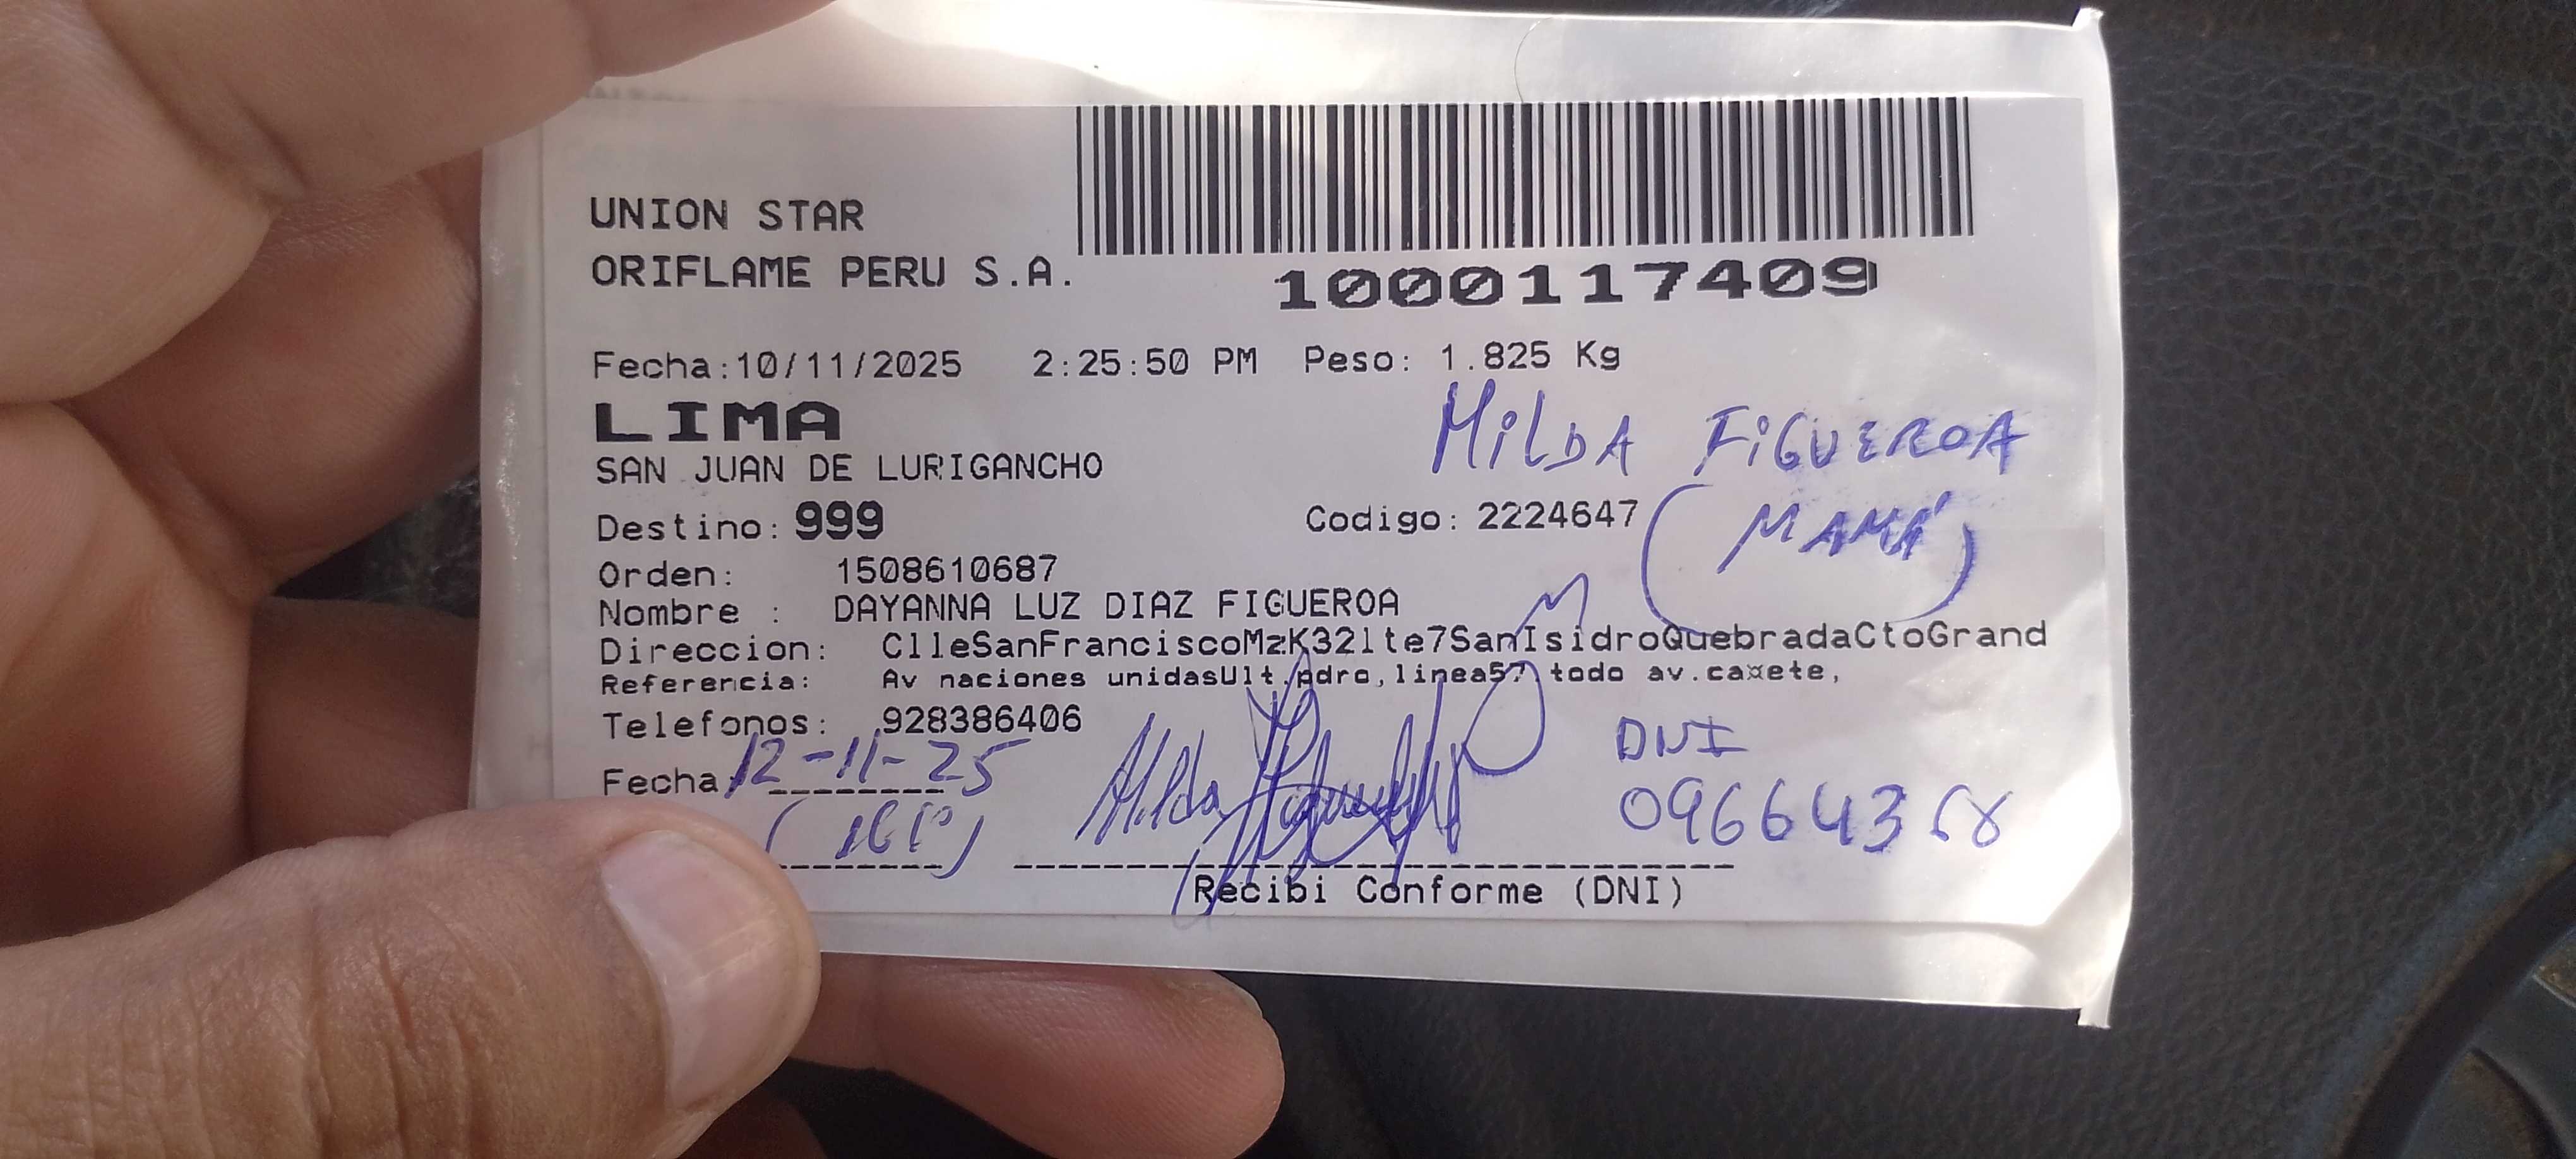 UNION STAR
ORIFLAME PERU S.A.
1000117409
Fecha:10/11/2025 2:25:50 PM Peso: 1.825 Kg
LIMA
MILDA FIGUEROA
SAN JUAN DE LURIGANCHO
Destino: 999 Codigo: 2224647
(MAMÁ)
Orden: 1508610687
Nombre : DAYANNA LUZ DIAZ FIGUEROA
Direccion: ClleSanFranciscoMzK32lte7SanIsidroQuebradaCtoGrand
Referencia: Av naciones unidasUlt.pdro,linea57,todo av.caxete,
Telefonos: 928386406
DNI
Fecha: 12-11-25
Milda Figueroa
Recibi Conforme (DNI)